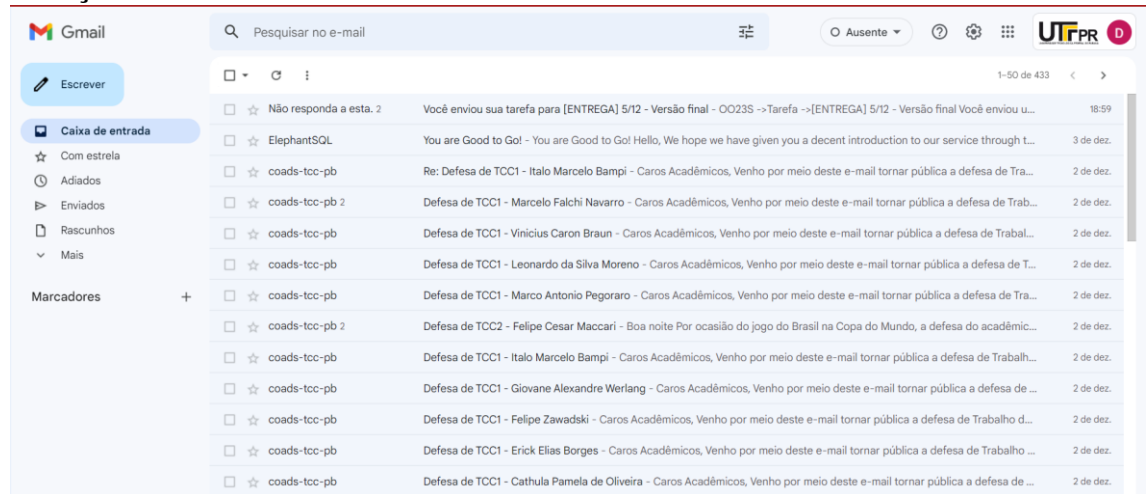 Gmail
Pesquisar no e-mail
Ausente
UTFPR
D
Escrever
1-50 de 433
Caixa de entrada
Com estrela
Adiados
Enviados
Rascunhos
Mais
Marcadores
Não responda a esta. 2 Você enviou sua tarefa para [ENTREGA] 5/12 - Versão final - OO23S ->Tarefa ->[ENTREGA] 5/12 - Versão final Você enviou u... 18:59
ElephantSQL You are Good to Go! - You are Good to Go! Hello, We hope we have given you a decent introduction to our service through t... 3 de dez.
coads-tcc-pb Re: Defesa de TCC1 - Italo Marcelo Bampi - Caros Acadêmicos, Venho por meio deste e-mail tornar pública a defesa de Tra... 2 de dez.
coads-tcc-pb 2 Defesa de TCC1 - Marcelo Falchi Navarro - Caros Acadêmicos, Venho por meio deste e-mail tornar pública a defesa de Trab... 2 de dez.
coads-tcc-pb Defesa de TCC1 - Vinicius Caron Braun - Caros Acadêmicos, Venho por meio deste e-mail tornar pública a defesa de Trabal... 2 de dez.
coads-tcc-pb Defesa de TCC1 - Leonardo da Silva Moreno - Caros Acadêmicos, Venho por meio deste e-mail tornar pública a defesa de T... 2 de dez.
coads-tcc-pb Defesa de TCC1 - Marco Antonio Pegoraro - Caros Acadêmicos, Venho por meio deste e-mail tornar pública a defesa de Tra... 2 de dez.
coads-tcc-pb 2 Defesa de TCC2 - Felipe Cesar Maccari - Boa noite Por ocasião do jogo do Brasil na Copa do Mundo, a defesa do acadêmic... 2 de dez.
coads-tcc-pb Defesa de TCC1 - Italo Marcelo Bampi - Caros Acadêmicos, Venho por meio deste e-mail tornar pública a defesa de Trabalh... 2 de dez.
coads-tcc-pb Defesa de TCC1 - Giovane Alexandre Werlang - Caros Acadêmicos, Venho por meio deste e-mail tornar pública a defesa de ... 2 de dez.
coads-tcc-pb Defesa de TCC1 - Felipe Zawadski - Caros Acadêmicos, Venho por meio deste e-mail tornar pública a defesa de Trabalho d... 2 de dez.
coads-tcc-pb Defesa de TCC1 - Erick Elias Borges - Caros Acadêmicos, Venho por meio deste e-mail tornar pública a defesa de Trabalho ... 2 de dez.
coads-tcc-pb Defesa de TCC1 - Cathula Pamela de Oliveira - Caros Acadêmicos, Venho por meio deste e-mail tornar pública a defesa de ... 2 de dez.